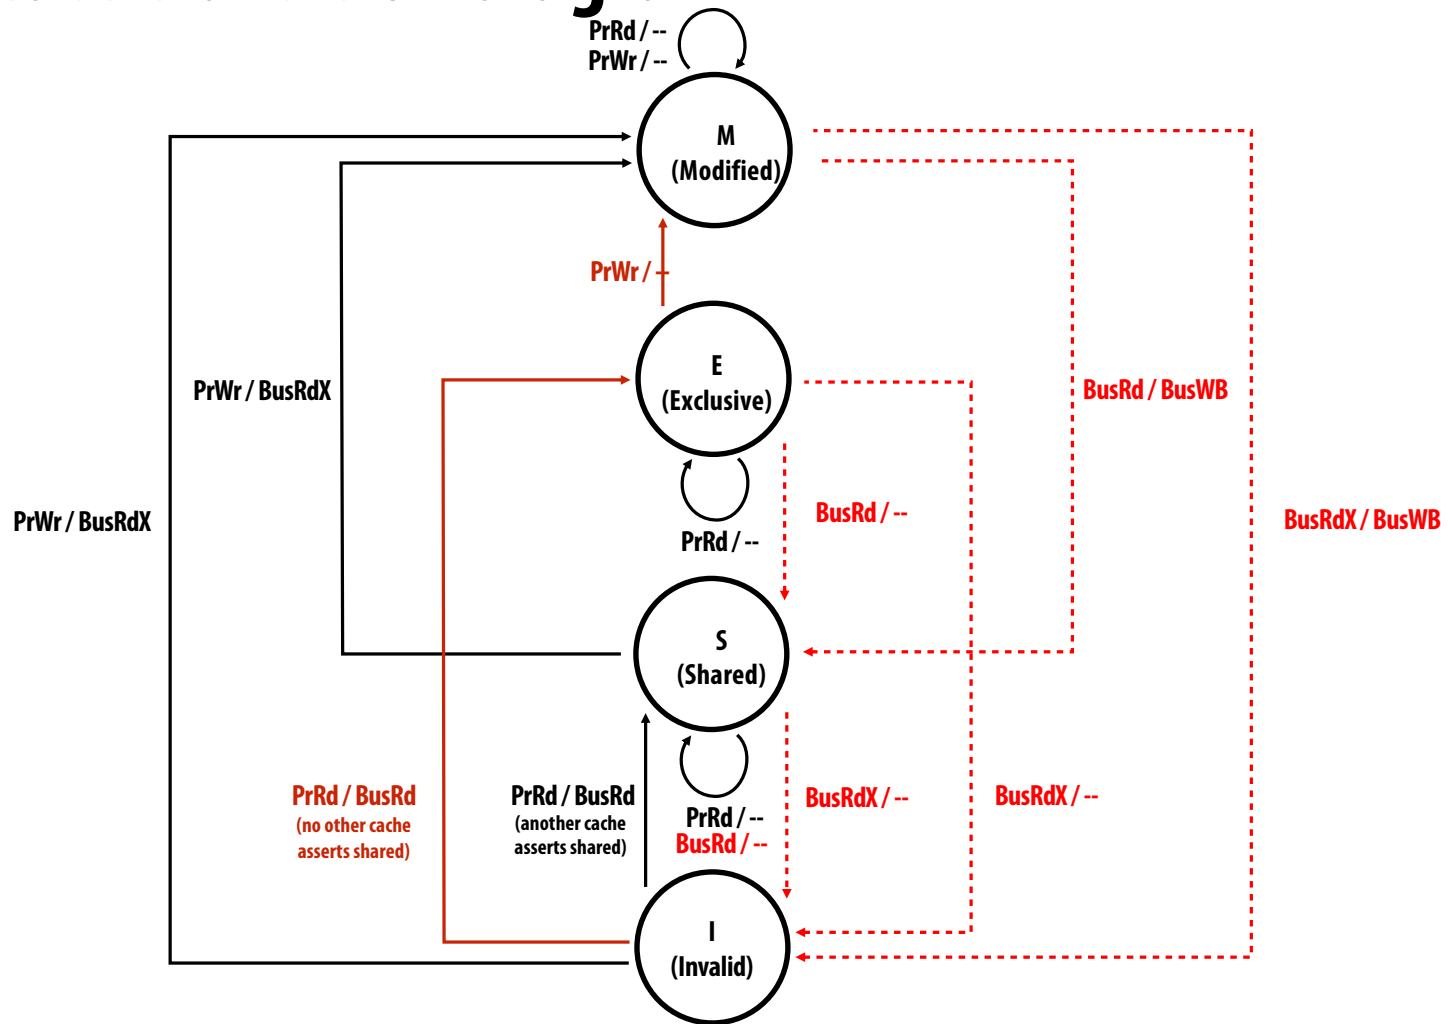 PrRd / --
PrWr / --
M
(Modified)
PrWr / --
E
(Exclusive)
PrWr / BusRdX
BusRd / BusWB
PrWr / BusRdX
BusRd / --
BusRdX / BusWB
PrRd / --
S
(Shared)
PrRd / BusRd
(no other cache
asserts shared)
PrRd / BusRd
(another cache
asserts shared)
PrRd / --
BusRd / --
BusRdX / --
BusRdX / --
I
(Invalid)